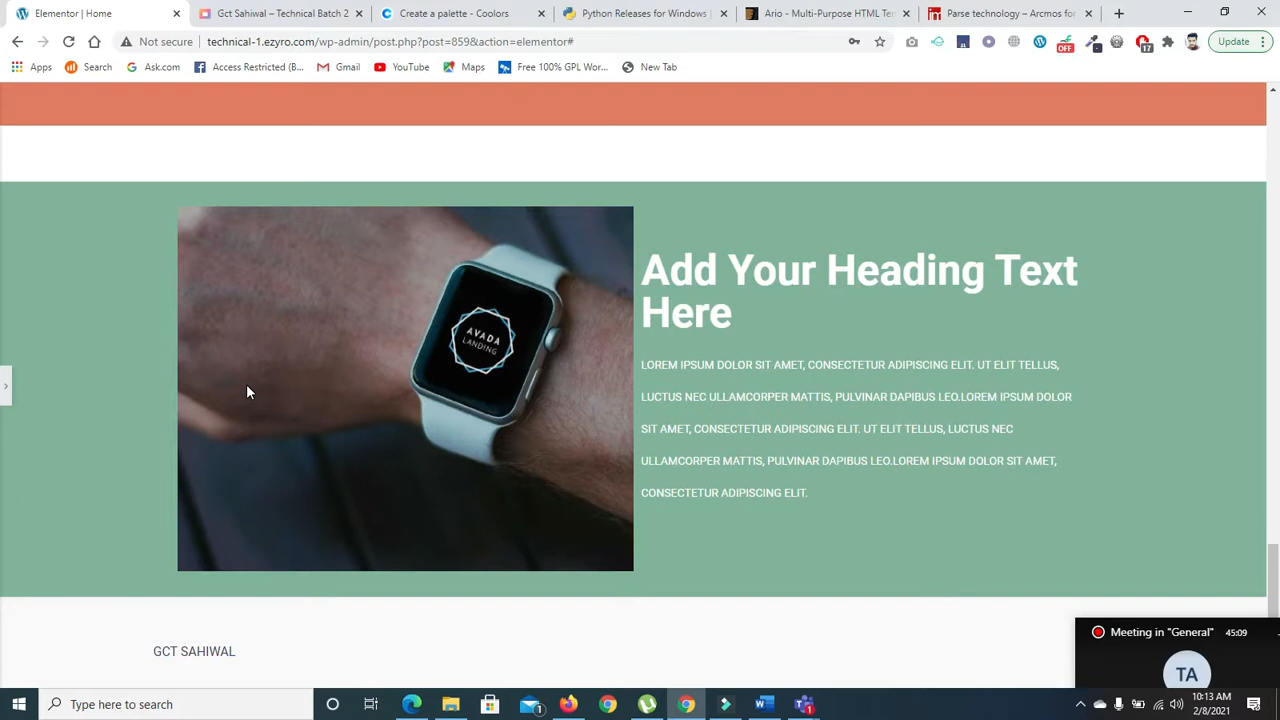 Elementor | Home
Gct Sahiwal – Technical Batch 2
Create a palette - Coolors
Python Releases for Windows
Ario - Multi-Purpose HTML Tem
Parse technology – Arcmos for
Not secure
technical-1.ezyro.com/wp-admin/post.php?post=859&action=elementor#
OFF
17
Update
Apps
Search
Ask.com
Access Restricted (B...
Gmail
YouTube
Maps
Free 100% GPL Wor...
New Tab
AVADA
LANDING
Add Your Heading Text
Here
LOREM IPSUM DOLOR SIT AMET, CONSECTETUR ADIPISCING ELIT. UT ELIT TELLUS,
LUCTUS NEC ULLAMCORPER MATTIS, PULVINAR DAPIBUS LEO.LOREM IPSUM DOLOR
SIT AMET, CONSECTETUR ADIPISCING ELIT. UT ELIT TELLUS, LUCTUS NEC
ULLAMCORPER MATTIS, PULVINAR DAPIBUS LEO.LOREM IPSUM DOLOR SIT AMET,
CONSECTETUR ADIPISCING ELIT.
GCT SAHIWAL
Meeting in "General"
45:09
TA
Type here to search
1
1
10:13 AM
2/8/2021